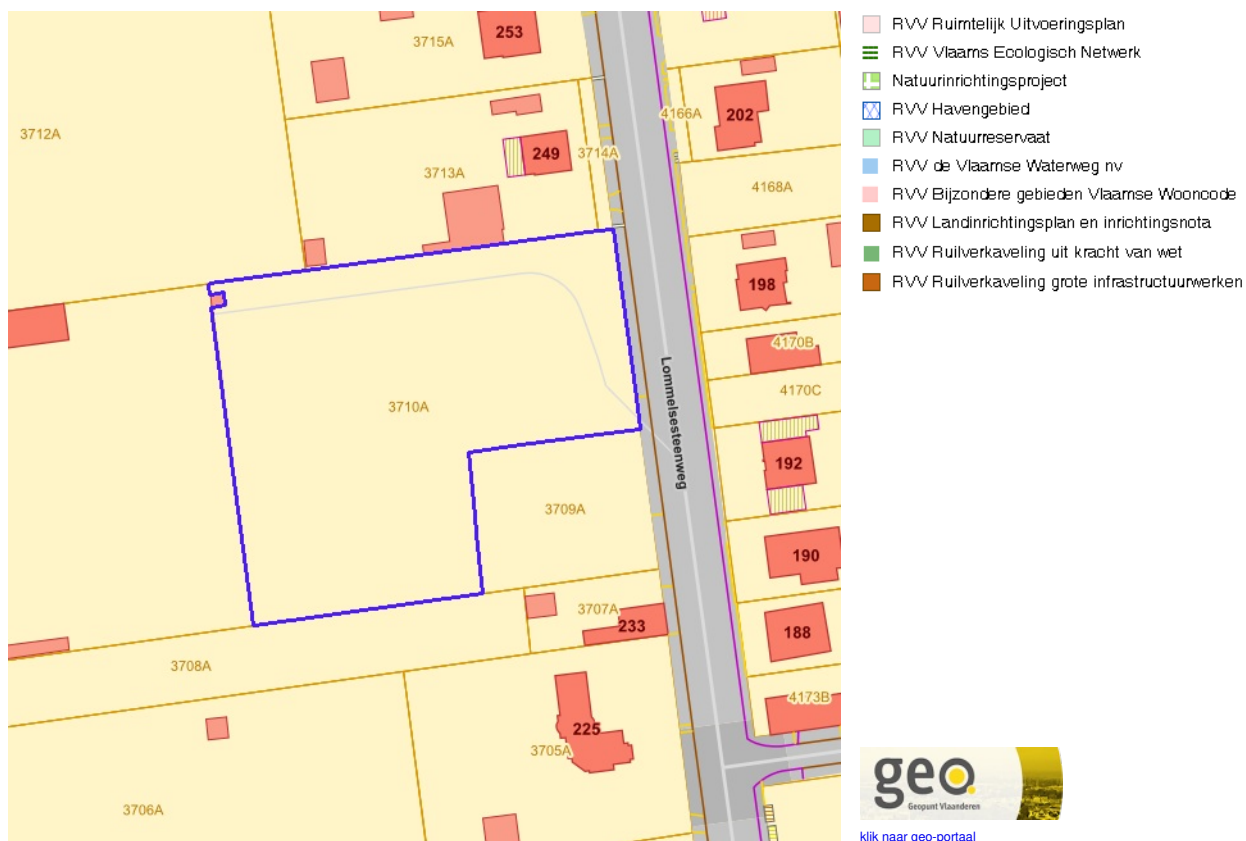 253
3715A
3712A
249
3714A
3713A
4166A
202
4168A
198
4170B
4170C
3710A
Lommelsesteenweg
192
3709A
190
3707A
233
188
3708A
4173B
225
3705A
3706A
RVV Ruimtelijk Uitvoeringsplan
RVV Vlaams Ecologisch Netwerk
Natuurinrichtingsproject
RVV Havengebied
RVV Natuurreservaat
RVV de Vlaamse Waterweg nv
RVV Bijzondere gebieden Vlaamse Wooncode
RVV Landinrichtingsplan en inrichtingsnota
RVV Ruilverkaveling uit kracht van wet
RVV Ruilverkaveling grote infrastructuurwerken
geo
Geopunt Vlaanderen
klik naar geo-portaal